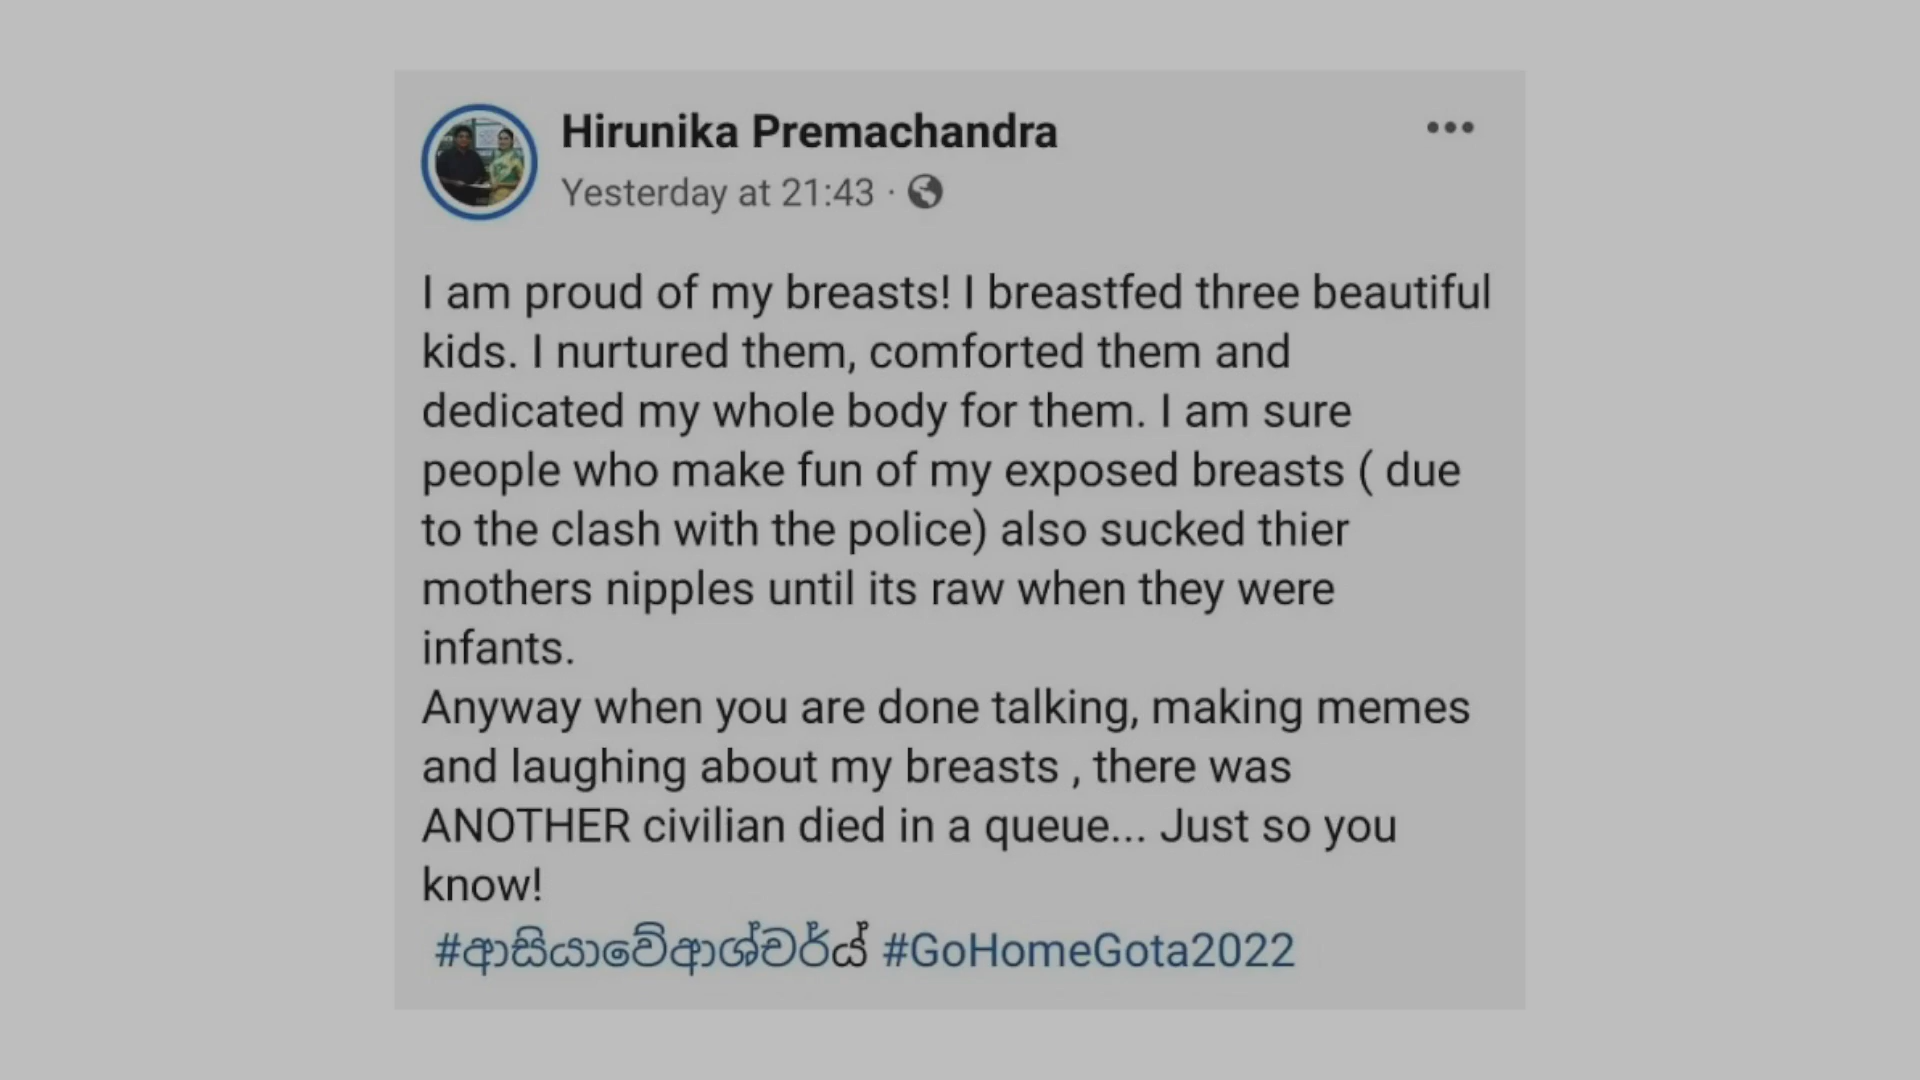 Hirunika Premachandra
Yesterday at 21:43 ·
I am proud of my breasts! I breastfed three beautiful
kids. I nurtured them, comforted them and
dedicated my whole body for them. I am sure
people who make fun of my exposed breasts ( due
to the clash with the police) also sucked thier
mothers nipples until its raw when they were
infants.
Anyway when you are done talking, making memes
and laughing about my breasts , there was
ANOTHER civilian died in a queue... Just so you
know!
#ආසියාවේආශ්චර්ය් #GoHomeGota2022